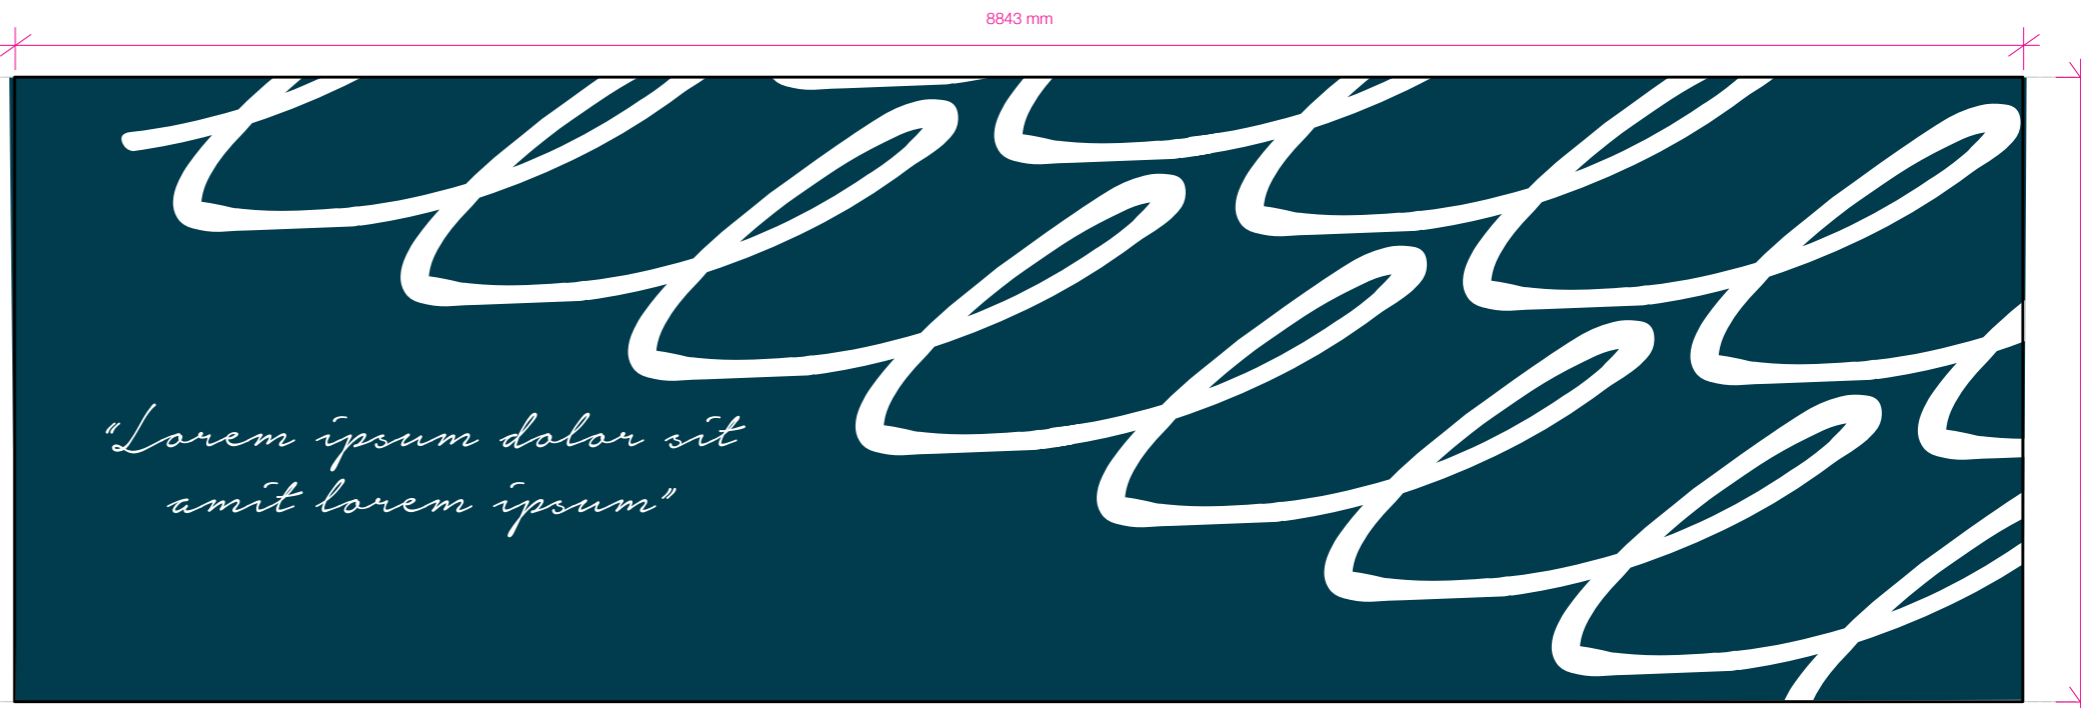 8843 mm
“Lorem ipsum dolor sit
amit lorem ipsum”